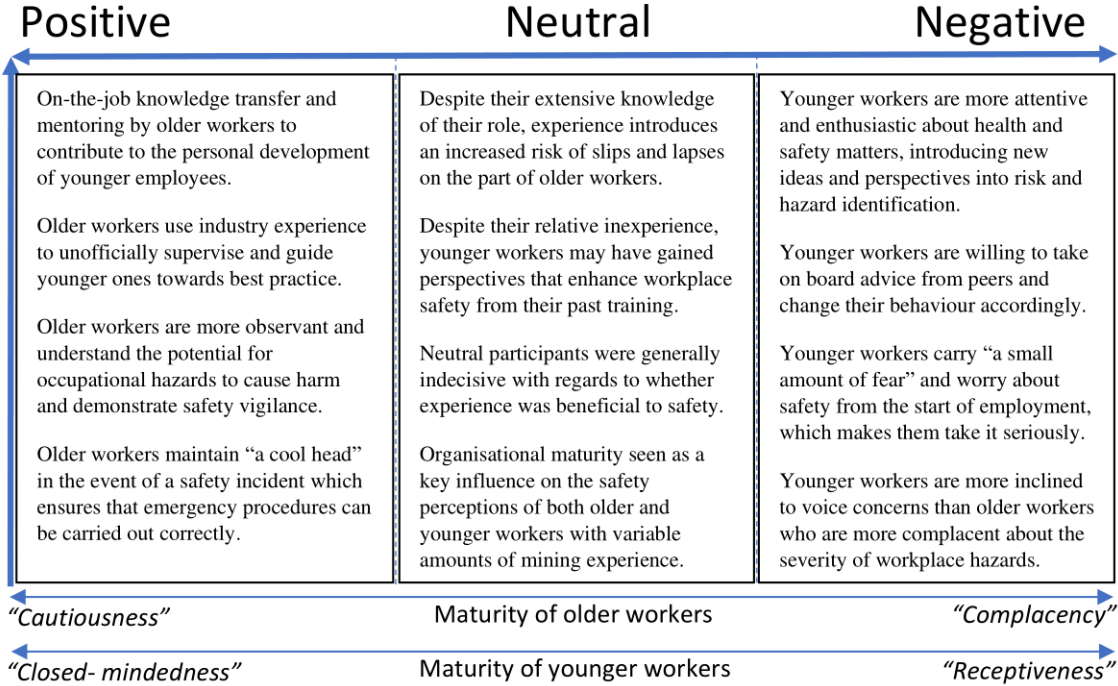 Positive
Neutral
Negative
On-the-job knowledge transfer and
mentoring by older workers to
contribute to the personal development
of younger employees.
Older workers use industry experience
to unofficially supervise and guide
younger ones towards best practice.
Older workers are more observant and
understand the potential for
occupational hazards to cause harm
and demonstrate safety vigilance.
Older workers maintain “a cool head”
in the event of a safety incident which
ensures that emergency procedures can
be carried out correctly.
Despite their extensive knowledge
of their role, experience introduces
an increased risk of slips and lapses
on the part of older workers.
Despite their relative inexperience,
younger workers may have gained
perspectives that enhance workplace
safety from their past training.
Neutral participants were generally
indecisive with regards to whether
experience was beneficial to safety.
Organisational maturity seen as a
key influence on the safety
perceptions of both older and
younger workers with variable
amounts of mining experience.
Younger workers are more attentive
and enthusiastic about health and
safety matters, introducing new
ideas and perspectives into risk and
hazard identification.
Younger workers are willing to take
on board advice from peers and
change their behaviour accordingly.
Younger workers carry “a small
amount of fear” and worry about
safety from the start of employment,
which makes them take it seriously.
Younger workers are more inclined
to voice concerns than older workers
who are more complacent about the
severity of workplace hazards.
“Cautiousness”
Maturity of older workers
“Complacency”
“Closed- mindedness”
Maturity of younger workers
“Receptiveness”